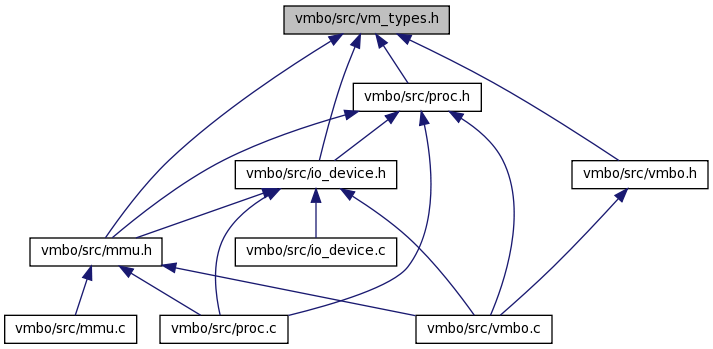 vmbo/src/vm_types.h
vmbo/src/proc.h
vmbo/src/io_device.h
vmbo/src/vmbo.h
vmbo/src/mmu.h
vmbo/src/io_device.c
vmbo/src/mmu.c
vmbo/src/proc.c
vmbo/src/vmbo.c